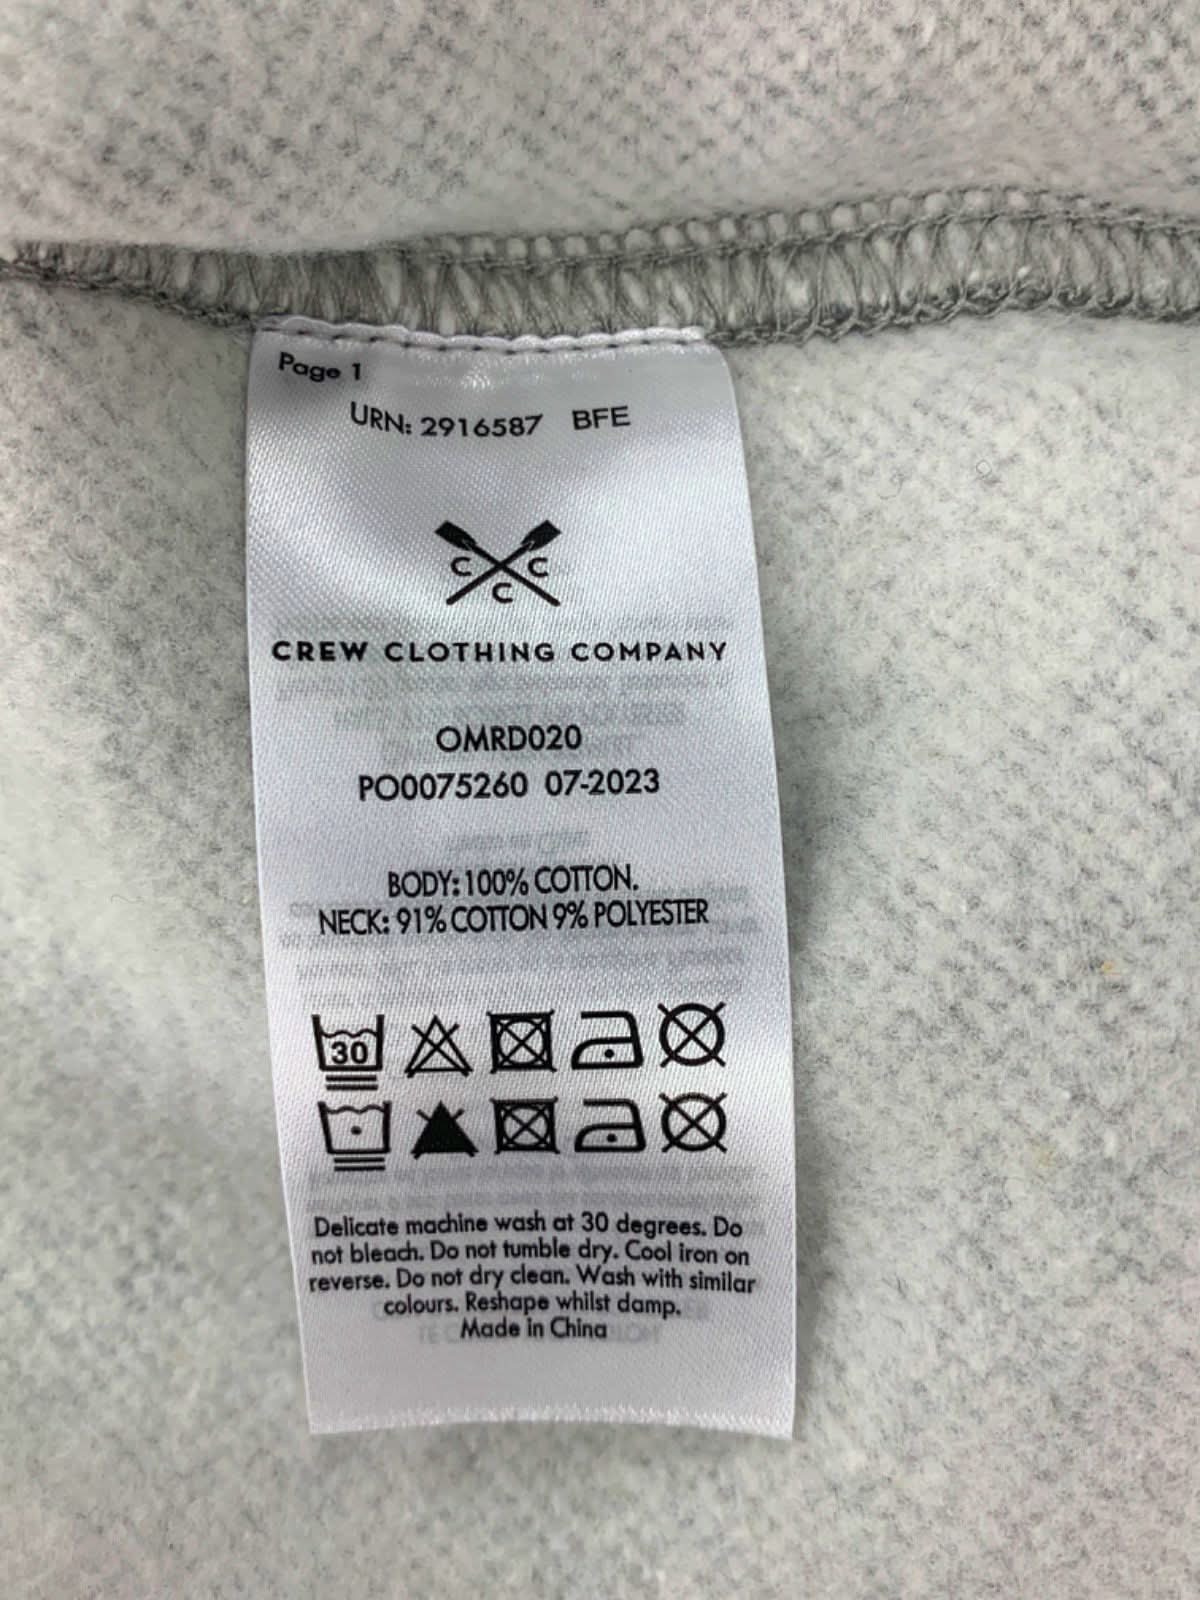 Page 1
URN: 2916587 BFE
C C
C
CREW CLOTHING COMPANY
OMRD020
PO0075260 07-2023
BODY: 100% COTTON.
NECK: 91% COTTON 9% POLYESTER
30
Delicate machine wash at 30 degrees. Do
not bleach. Do not tumble dry. Cool iron on
reverse. Do not dry clean. Wash with similar
colours. Reshape whilst damp.
Made in China